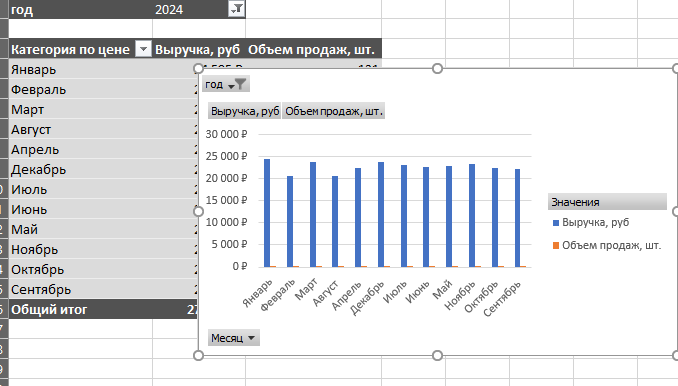 год 2024
Категория по цене Выручка, руб Объем продаж, шт.
Январь
Февраль
Март
Август
Апрель
Декабрь
Июль
Июнь
Май
Ноябрь
Октябрь
Сентябрь
Общий итог 27
год
Выручка, руб Объем продаж, шт.
30 000 ₽
25 000 ₽
20 000 ₽
15 000 ₽
10 000 ₽
5 000 ₽
0 ₽
Январь Февраль Март Август Апрель Декабрь Июль Июнь Май Ноябрь Октябрь Сентябрь
Значения
Выручка, руб
Объем продаж, шт.
Месяц